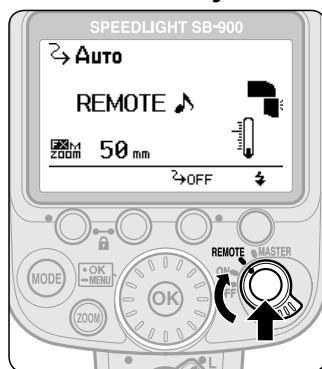 SPEEDLIGHT SB-900
AUTO
REMOTE ♪
FX M
ZOOM 50 mm
OFF
REMOTE MASTER
ON
OFF
MODE
OK
MENU
ZOOM
OK
L